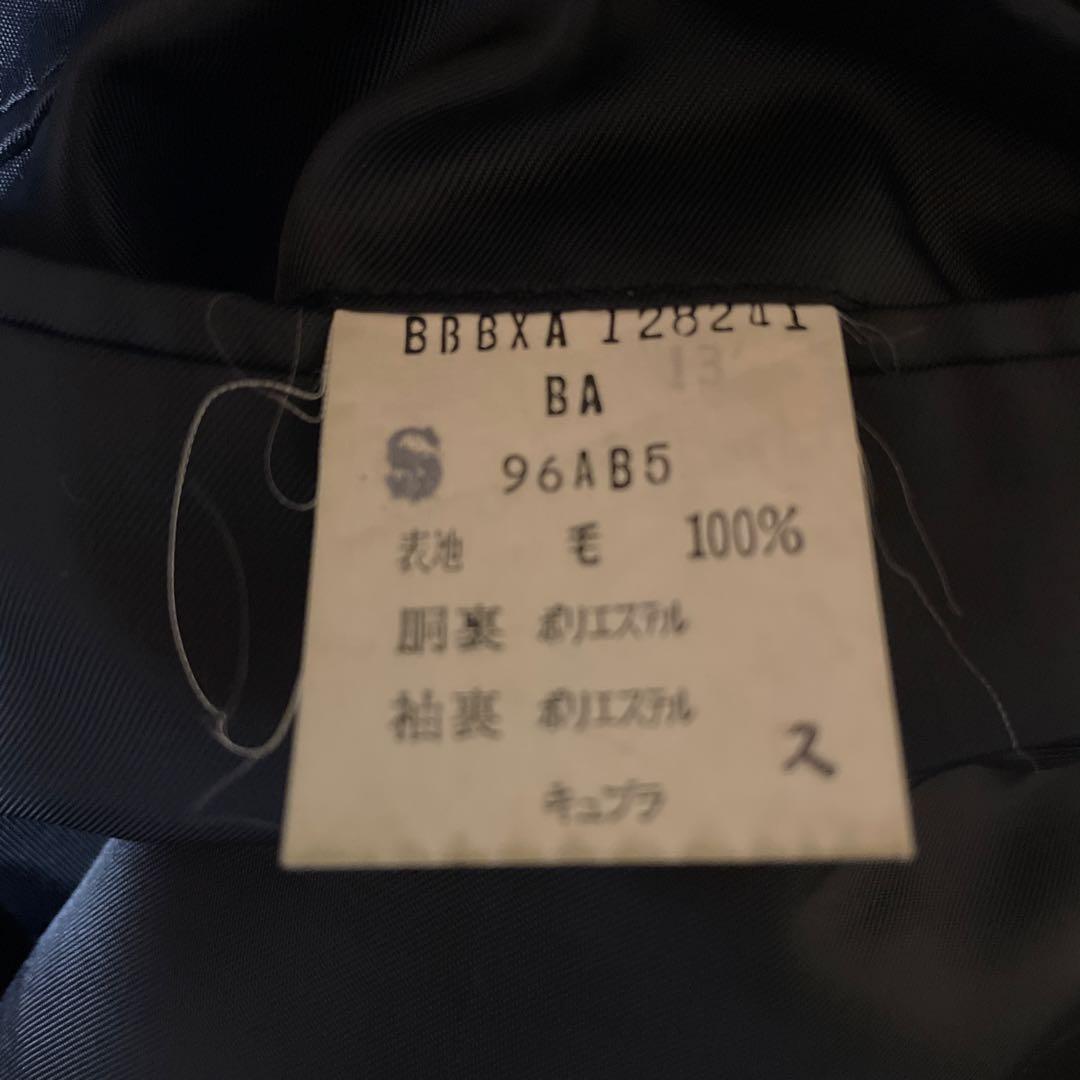 BBBXA 128241
13
BA
S 96AB5
表地 毛 100%
胴裏 ポリエステル
袖裏 ポリエステル
ス
キュプラ